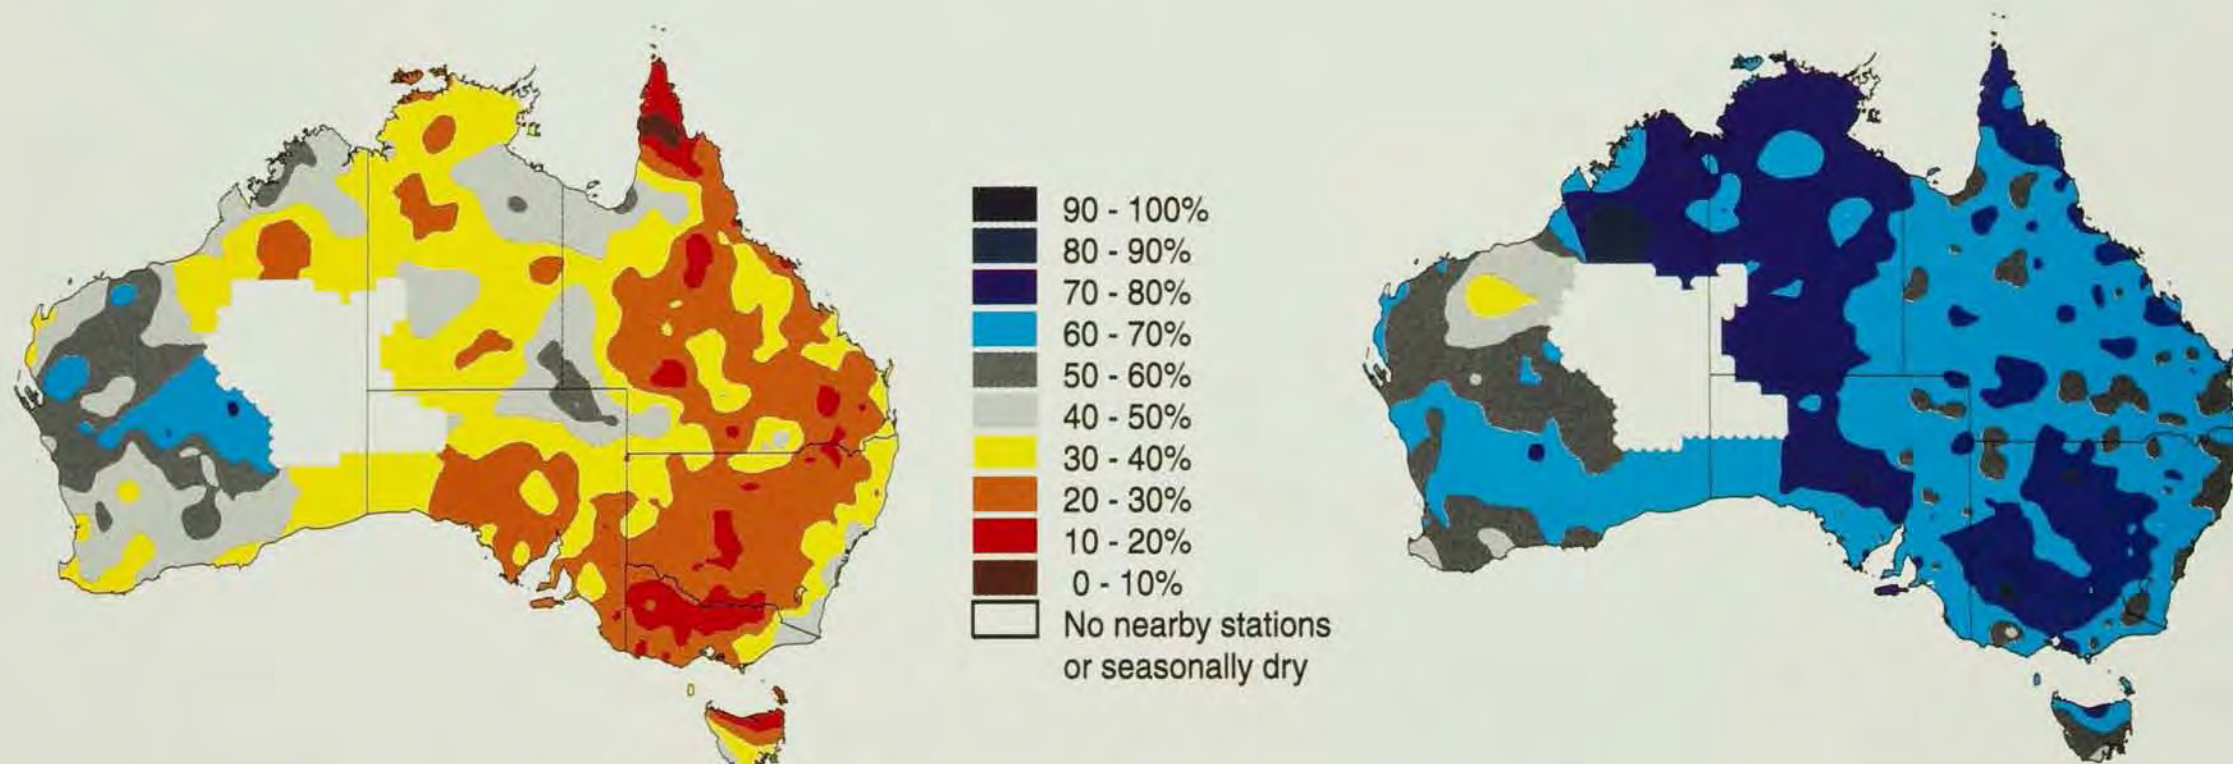 90 - 100%
80 - 90%
70 - 80%
60 - 70%
50 - 60%
40 - 50%
30 - 40%
20 - 30%
10 - 20%
0 - 10%
No nearby stations
or seasonally dry